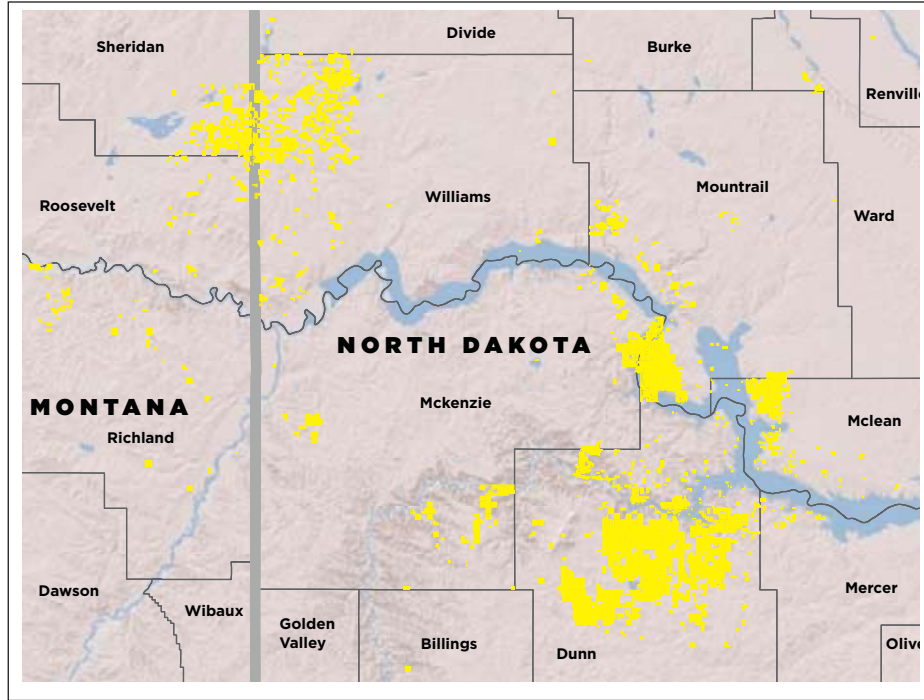 Divide
Sheridan
Burke
Renville
Mountrail
Williams
Roosevelt
Ward
NORTH DAKOTA
MONTANA
Mckenzie
Mclean
Richland
Dawson
Mercer
Wibaux
Golden
Valley
Billings
Dunn
Olive